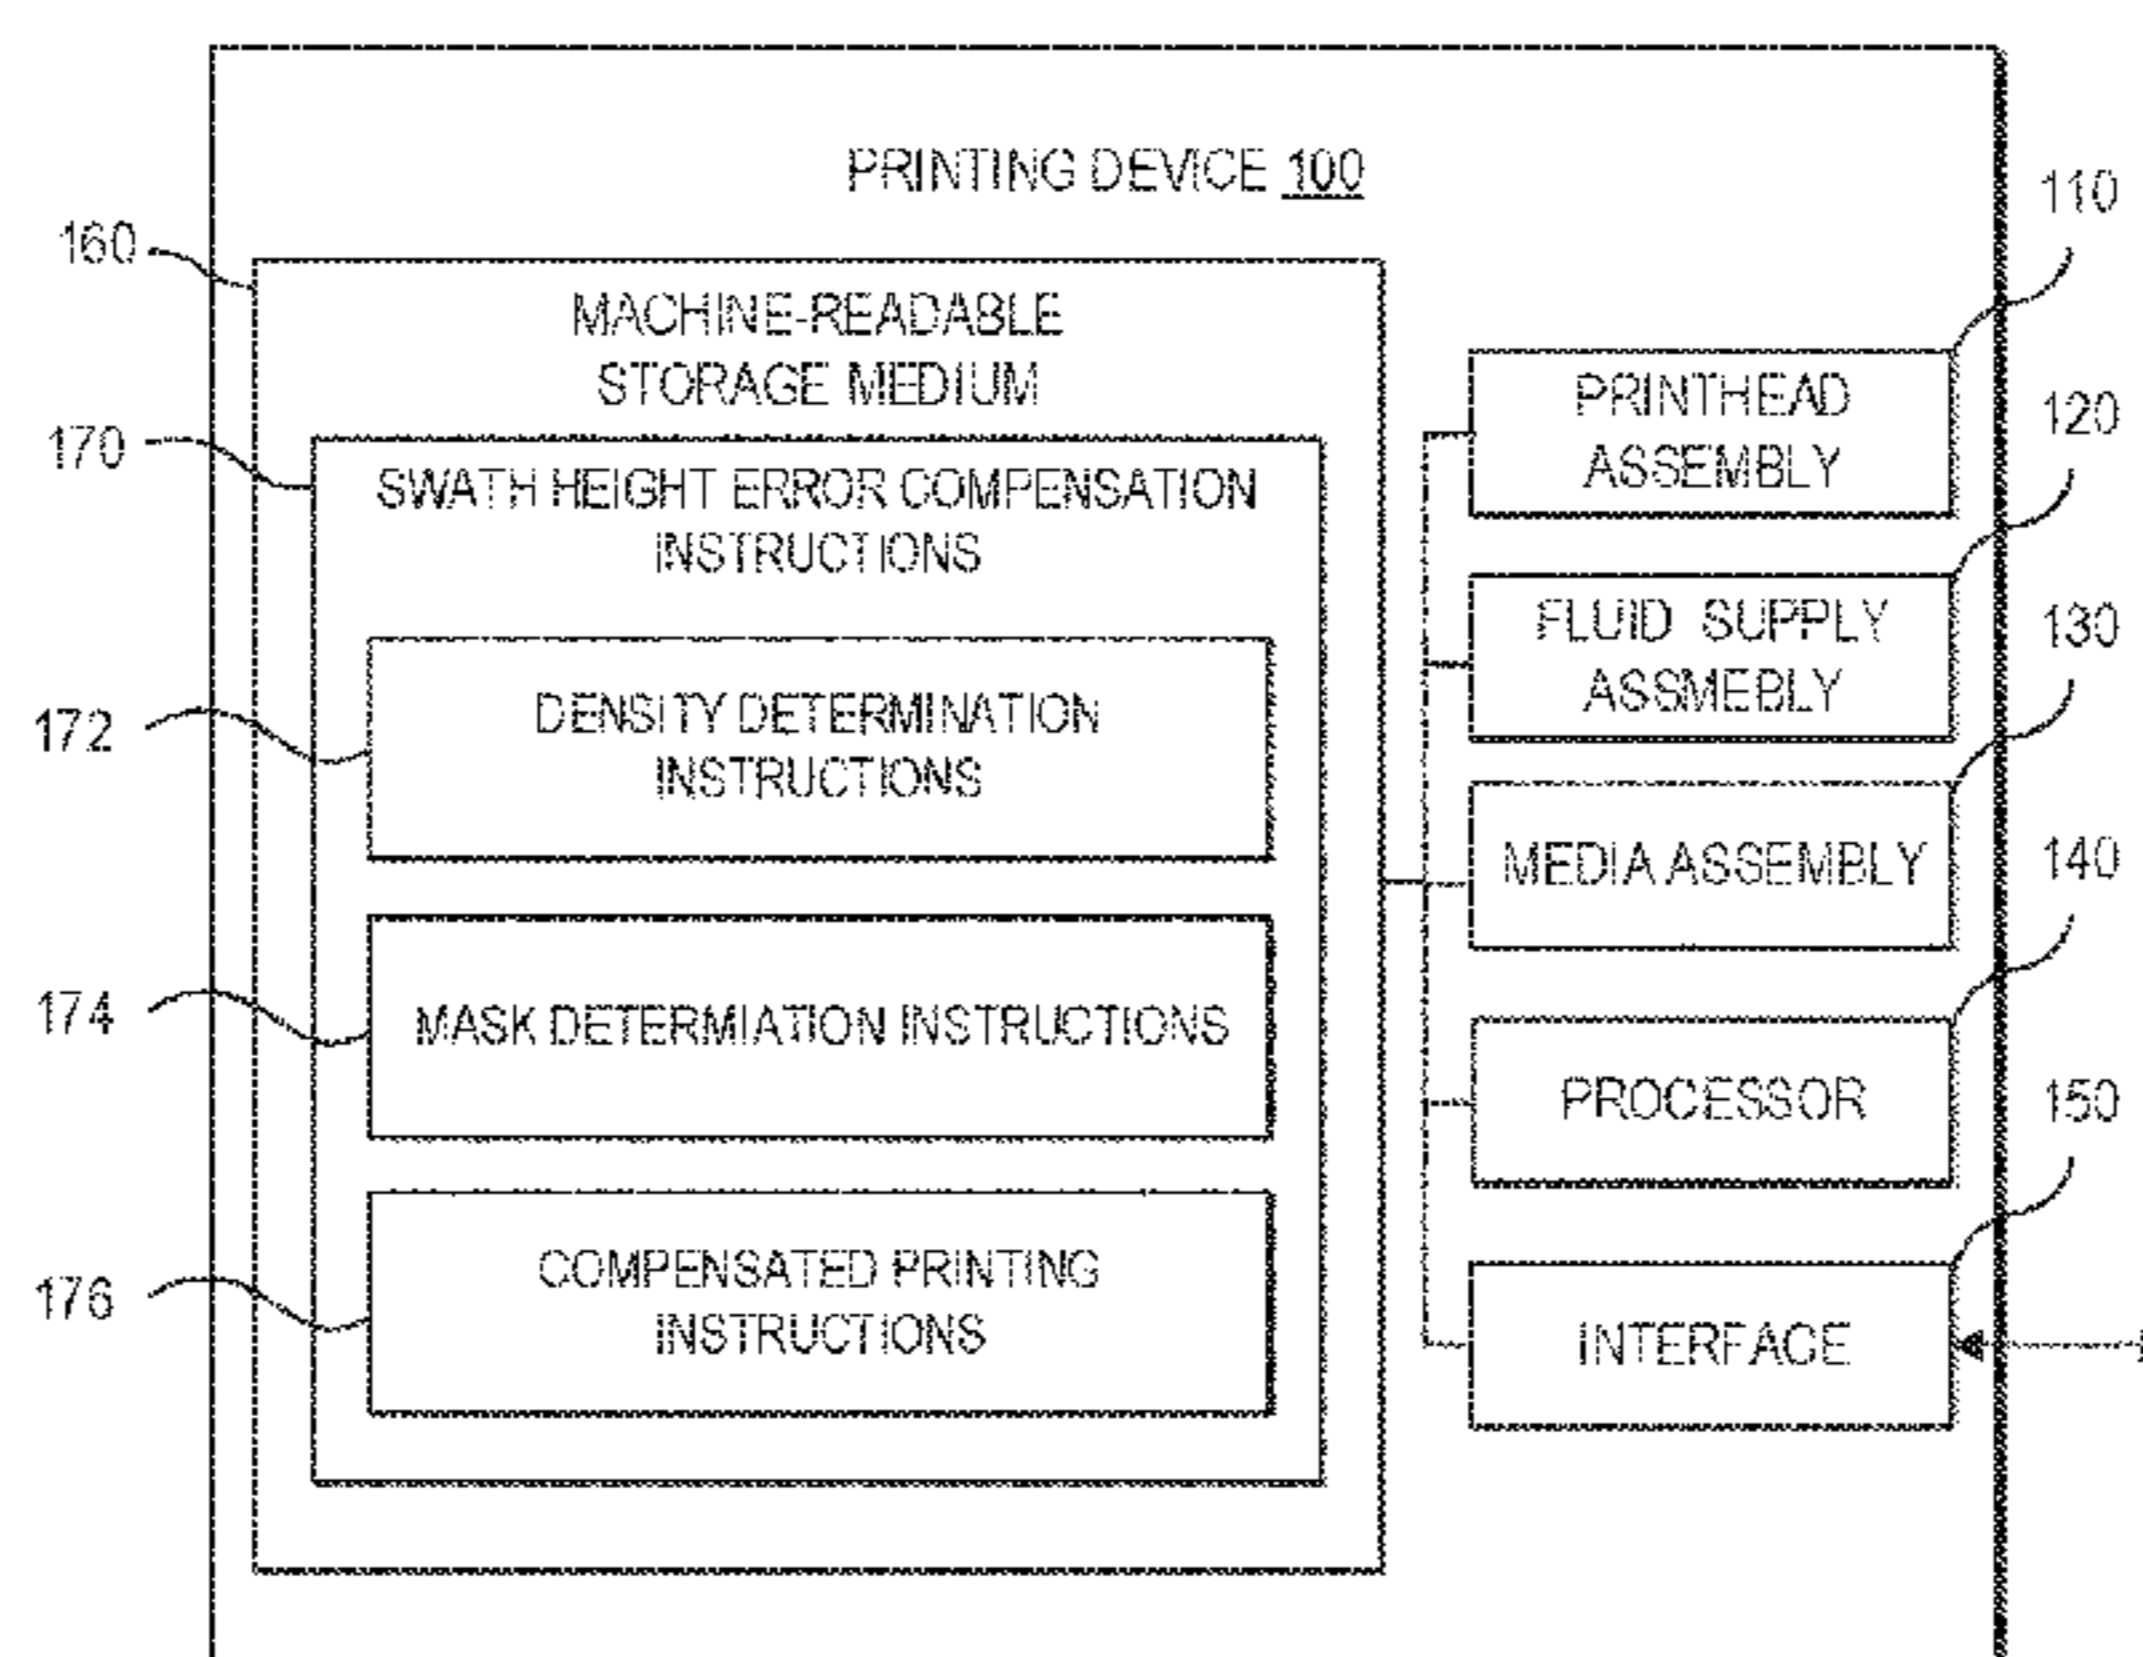 PRINTING DEVICE 100
160
MACHINE-READABLE
STORAGE MEDIUM
170
SWATH HEIGHT ERROR COMPENSATION
INSTRUCTIONS
172
DENSITY DETERMINATION
INSTRUCTIONS
174
MASK DETERMIATION INSTRUCTIONS
176
COMPENSATED PRINTING
INSTRUCTIONS
110
PRINTHEAD
ASSEMBLY
120
FLUID SUPPLY
ASSMEBLY
130
MEDIA ASSEMBLY
140
PROCESSOR
150
INTERFACE